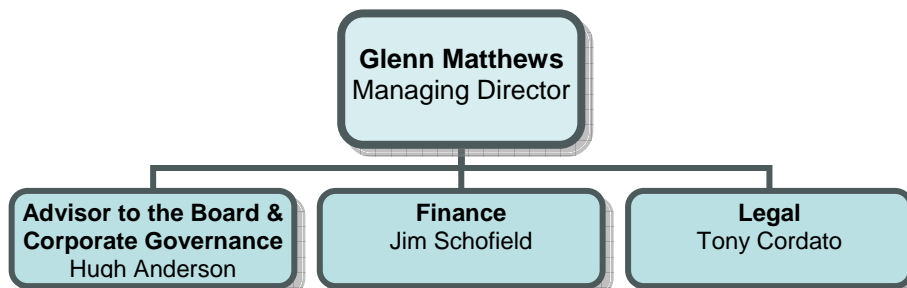 Glenn Matthews
Managing Director
Advisor to the Board &
Corporate Governance
Hugh Anderson
Finance
Jim Schofield
Legal
Tony Cordato